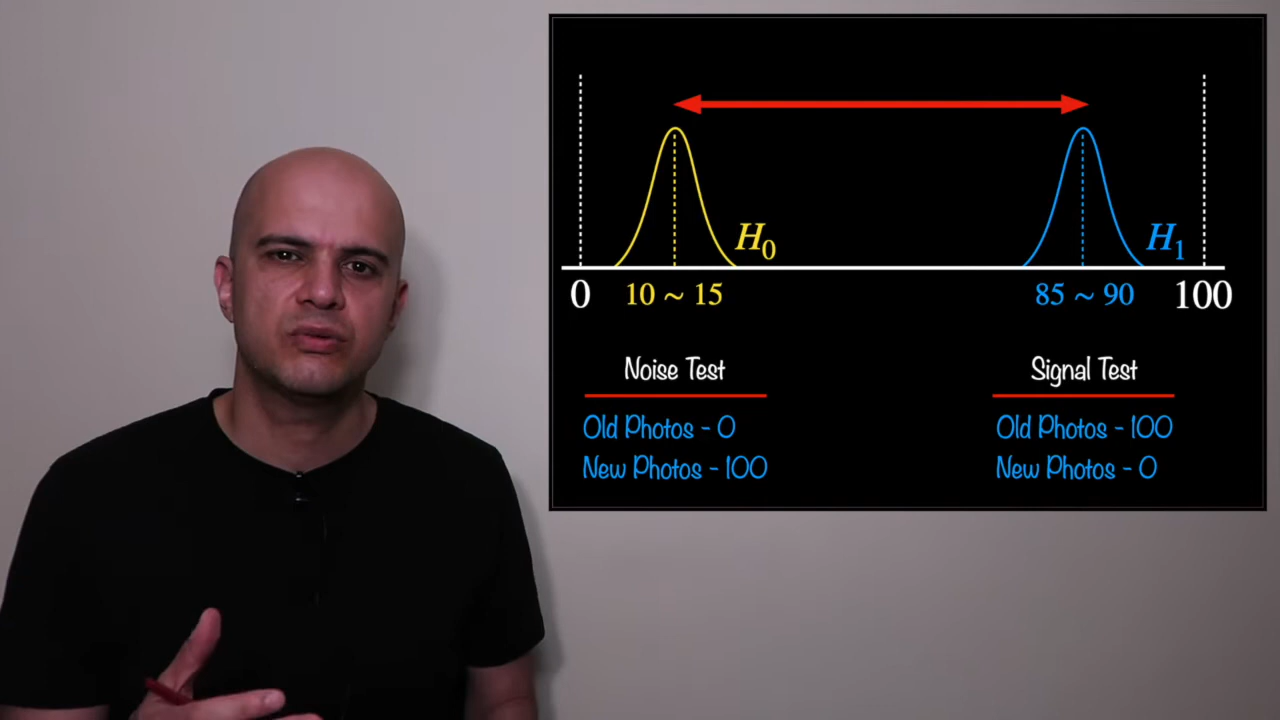 H₀
H₁
0
10 ~ 15
85 ~ 90
100
Noise Test
Old Photos - 0
New Photos - 100
Signal Test
Old Photos - 100
New Photos - 0